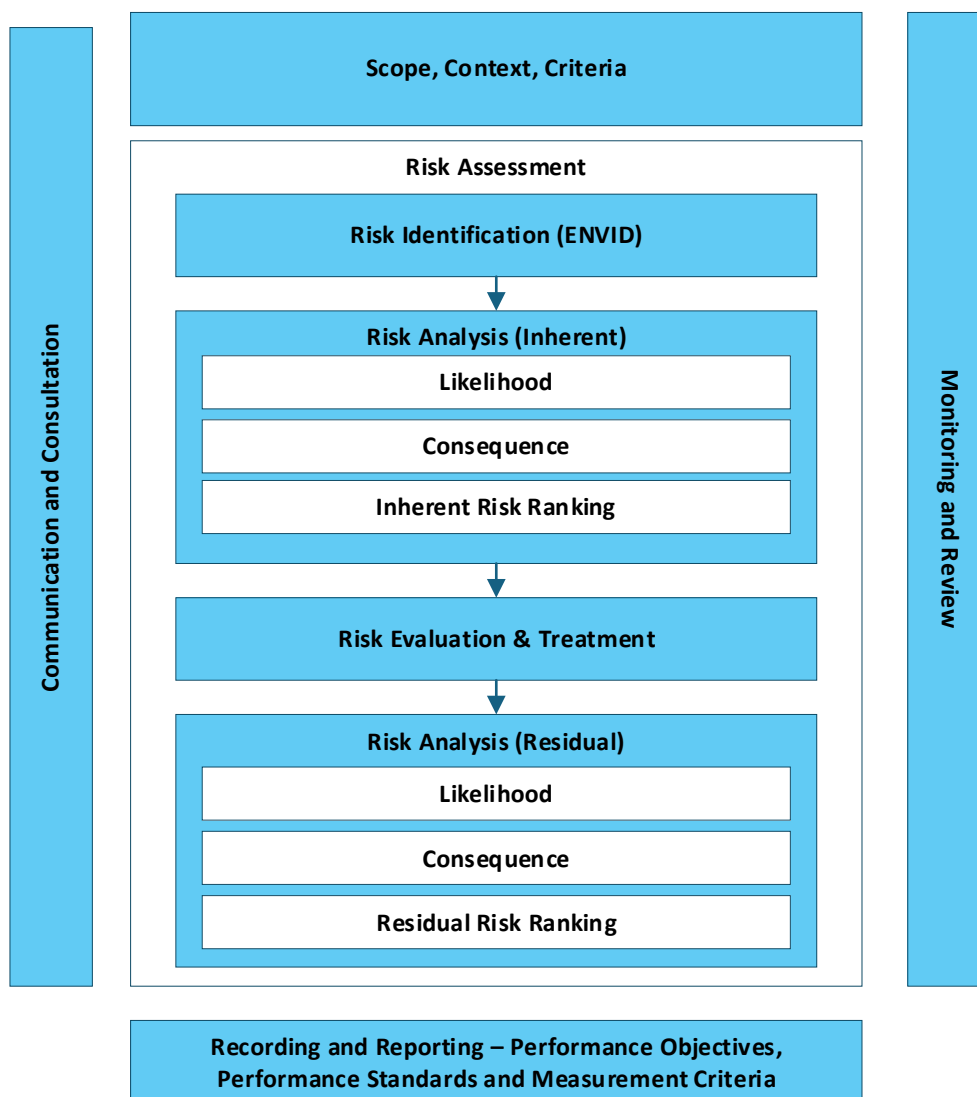 Scope, Context, Criteria
Communication and Consultation
Risk Assessment
Risk Identification (ENVID)
Risk Analysis (Inherent)
Likelihood
Consequence
Inherent Risk Ranking
Risk Evaluation & Treatment
Risk Analysis (Residual)
Likelihood
Consequence
Residual Risk Ranking
Monitoring and Review
Recording and Reporting – Performance Objectives,
Performance Standards and Measurement Criteria